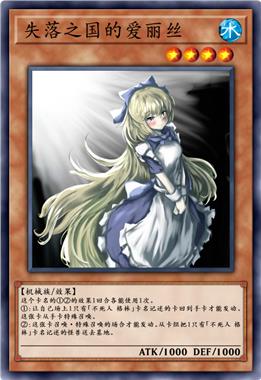 失落之国的爱丽丝
水
【机械族/效果】
这个卡名的①②的效果1回合各能使用1次。
①:让自己场上1只有「不死人 格林」卡名记述的卡回到手卡才能发动。
这张卡从手卡特殊召唤。
②:这张卡召唤·特殊召唤的场合才能发动。从卡组把1只有「不死人 格
林」卡名记述的怪兽送去墓地。
ATK/1000 DEF/1000